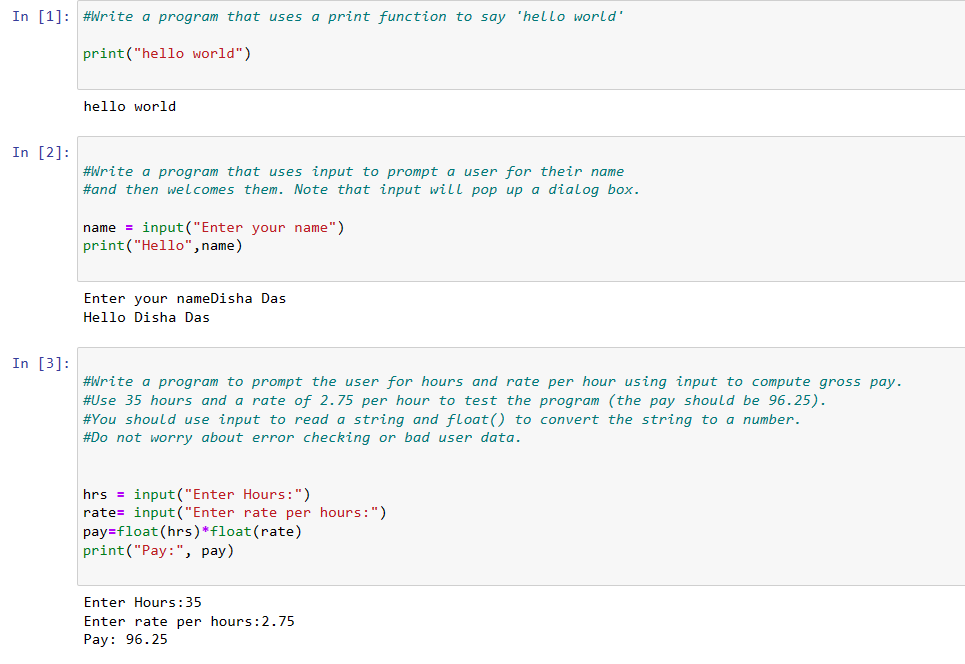 In [1]: #Write a program that uses a print function to say 'hello world'
print("hello world")
hello world
In [2]:
#Write a program that uses input to prompt a user for their name
#and then welcomes them. Note that input will pop up a dialog box.
name = input("Enter your name")
print("Hello",name)
Enter your nameDisha Das
Hello Disha Das
In [3]:
#Write a program to prompt the user for hours and rate per hour using input to compute gross pay.
#Use 35 hours and a rate of 2.75 per hour to test the program (the pay should be 96.25).
#You should use input to read a string and float() to convert the string to a number.
#Do not worry about error checking or bad user data.
hrs = input("Enter Hours:")
rate= input("Enter rate per hours:")
pay=float(hrs)*float(rate)
print("Pay:", pay)
Enter Hours:35
Enter rate per hours:2.75
Pay: 96.25